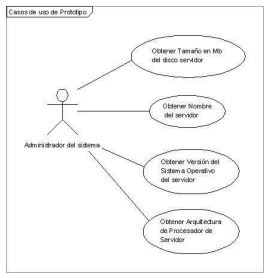 Casos de uso de Prototipo
Obtener Tamaño en Mb
del disco servidor
Obtener Nombre
del servidor
Administrador del sistema
Obtener Versión del
Sistema Operativo
del servidor
Obtener Arquitectura
de Procesador de
Servidor